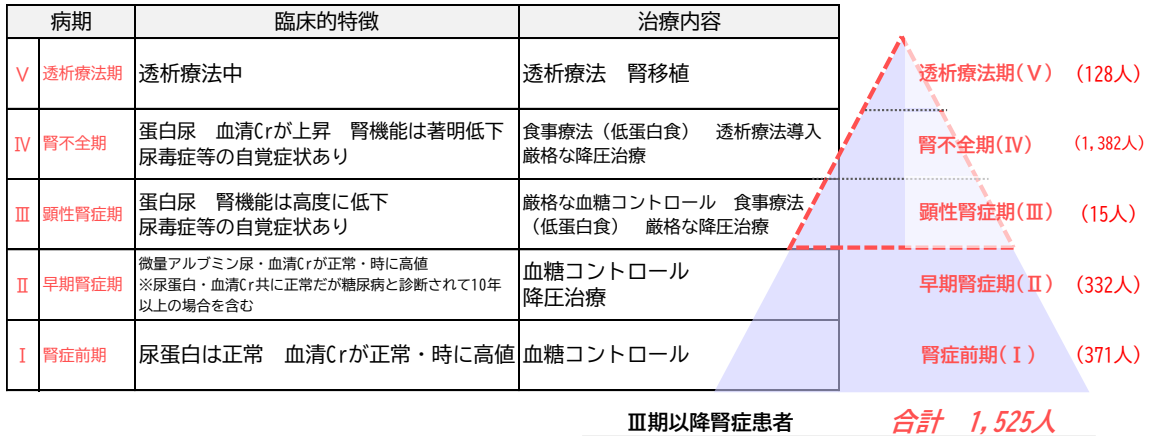 病期 臨床的特徴 治療内容
Ⅴ 透析療法期 透析療法中 透析療法　腎移植 透析療法期(Ⅴ) (128人)
Ⅳ 腎不全期
蛋白尿　血清Crが上昇　腎機能は著明低下
尿毒症等の自覚症状あり
食事療法（低蛋白食）　透析療法導入
厳格な降圧治療
腎不全期(Ⅳ) (1,382人)
Ⅲ 顕性腎症期
蛋白尿　腎機能は高度に低下
尿毒症等の自覚症状あり
厳格な血糖コントロール　食事療法
（低蛋白食）　厳格な降圧治療
顕性腎症期(Ⅲ) (15人)
Ⅱ 早期腎症期
微量アルブミン尿・血清Crが正常・時に高値
※尿蛋白・血清Cr共に正常だが糖尿病と診断されて10年
以上の場合を含む
血糖コントロール
降圧治療
早期腎症期(Ⅱ) (332人)
Ⅰ 腎症前期 尿蛋白は正常　血清Crが正常・時に高値 血糖コントロール 腎症前期(Ⅰ) (371人)
Ⅲ期以降腎症患者 合計　1,525人